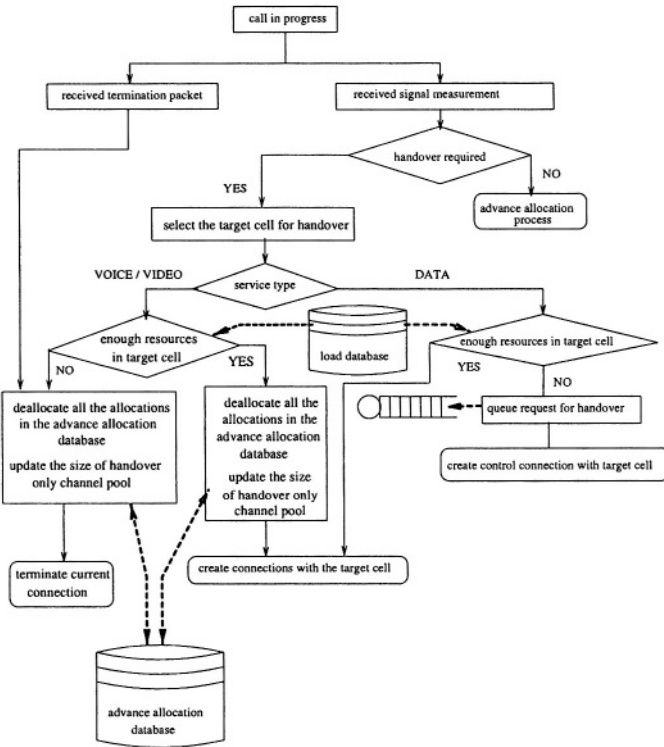 call in progress
received termination packet
received signal measurement
handover required
YES
NO
advance allocation
process
select the target cell for handover
VOICE / VIDEO
service type
DATA
enough resources
in target cell
load database
enough resources in target cell
NO
YES
YES
NO
deallocate all the allocations
in the advance allocation
database
update the size of handover
only channel pool
deallocate all the
allocations in the
advance allocation
database
update the size
of handover only
channel pool
queue request for handover
create control connection with target cell
terminate current
connection
create connections with the target cell
advance allocation
database